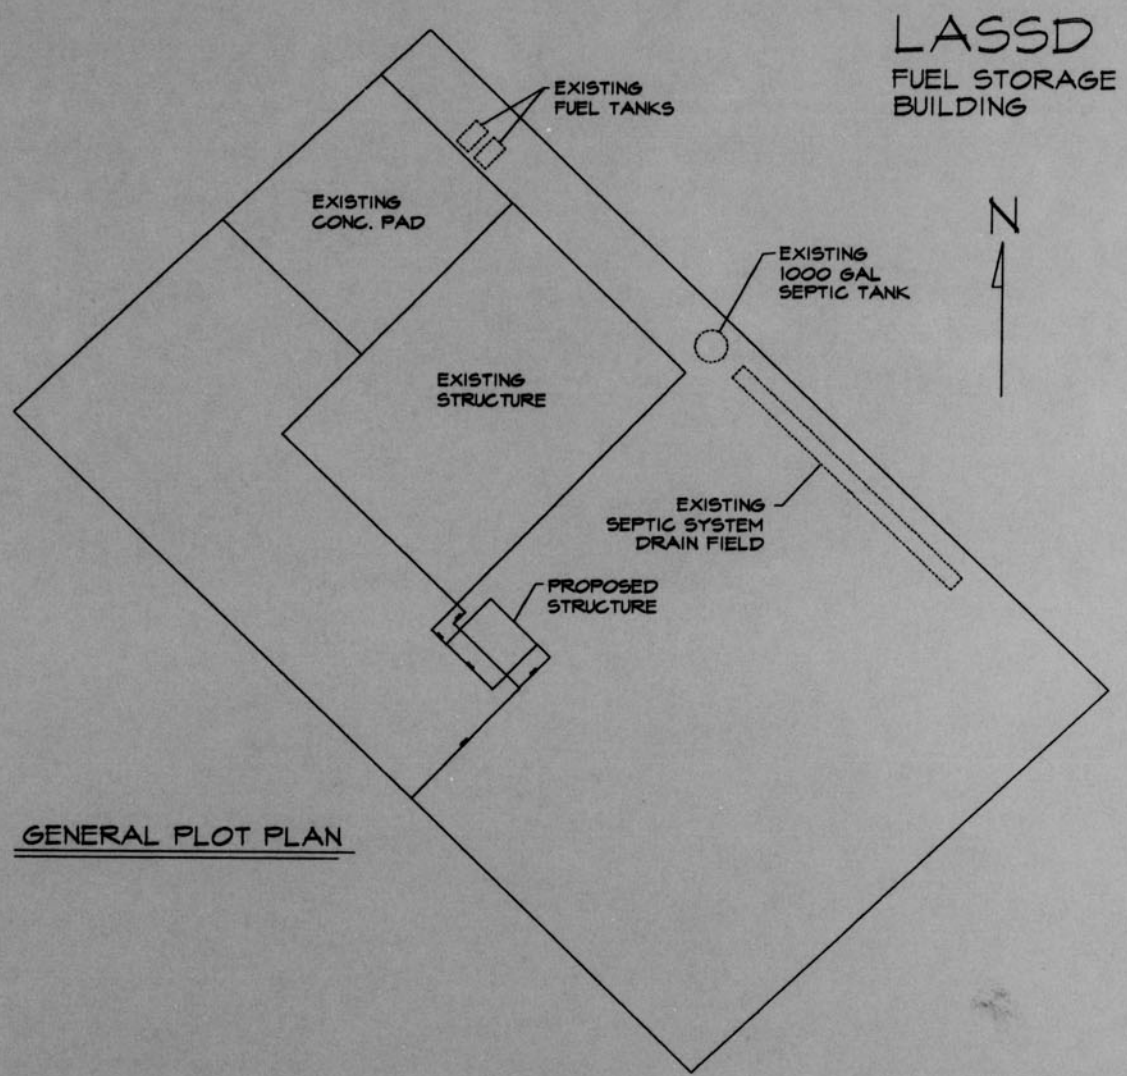 LASSD
FUEL STORAGE
BUILDING
EXISTING
FUEL TANKS
EXISTING
CONC. PAD
N
EXISTING
1000 GAL
SEPTIC TANK
EXISTING
STRUCTURE
EXISTING
SEPTIC SYSTEM
DRAIN FIELD
PROPOSED
STRUCTURE
GENERAL PLOT PLAN